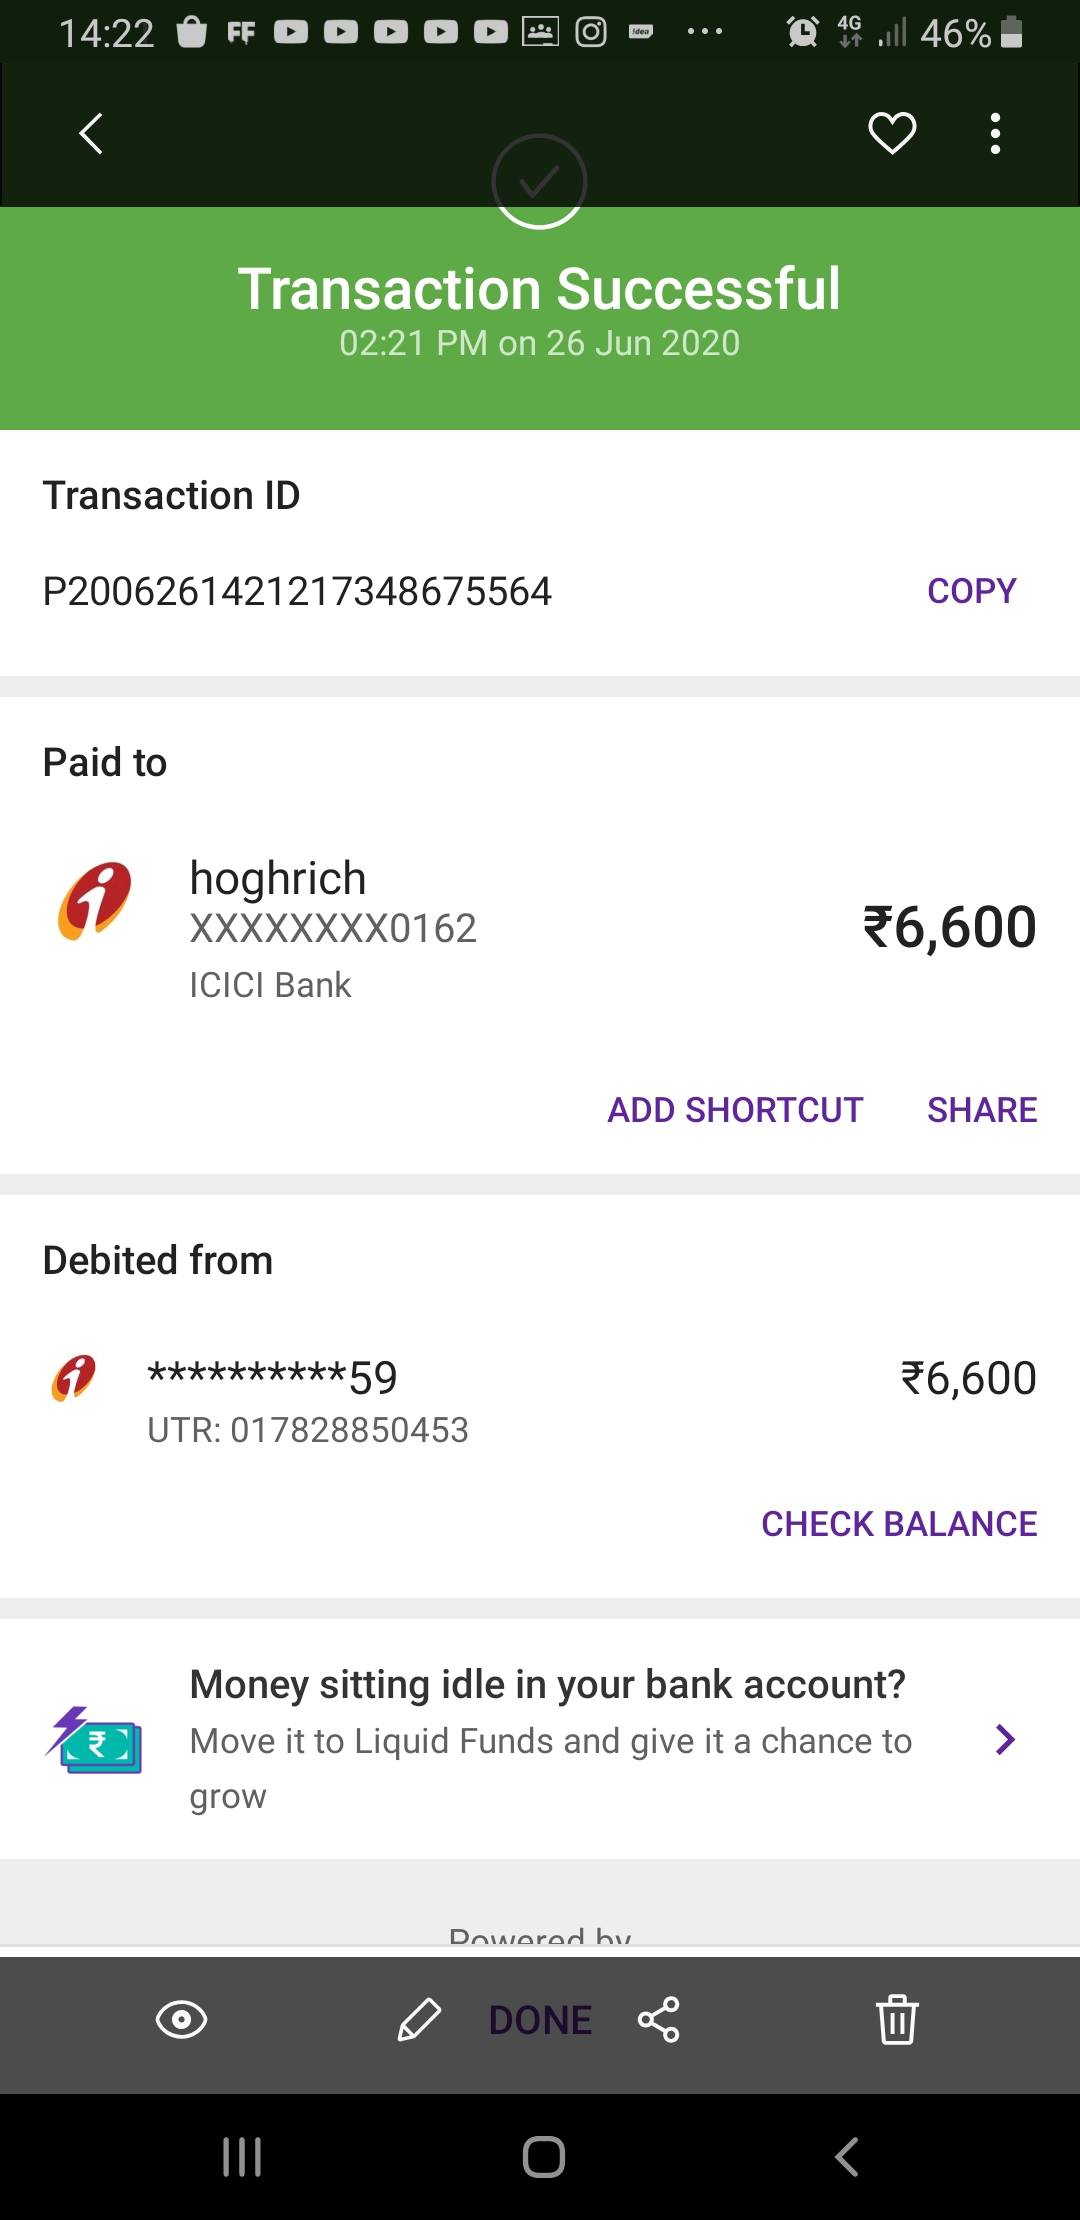 14:22 FF !dea 4G 46%
Transaction Successful
02:21 PM on 26 Jun 2020
Transaction ID
P2006261421217348675564 COPY
Paid to
hoghrich
XXXXXXXX0162 ₹6,600
ICICI Bank
ADD SHORTCUT SHARE
Debited from
**********59 ₹6,600
UTR: 017828850453
CHECK BALANCE
Money sitting idle in your bank account?
Move it to Liquid Funds and give it a chance to
grow
Powered by
DONE